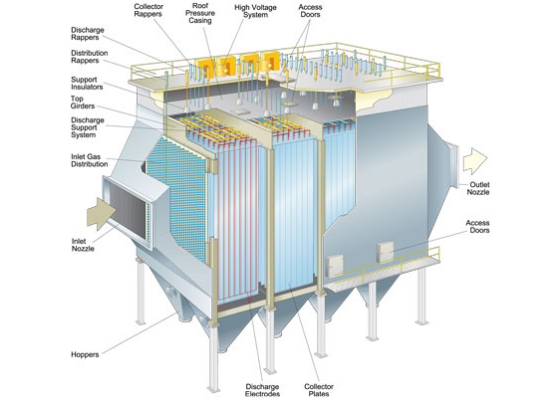 Collector
Rappers
Roof
Pressure
Casing
High Voltage
System
Access
Doors
Discharge
Rappers
Distribution
Rappers
Support
Insulators
Top
Girders
Discharge
Support
System
Inlet Gas
Distribution
Inlet
Nozzle
Hoppers
Discharge
Electrodes
Collector
Plates
Outlet
Nozzle
Access
Doors